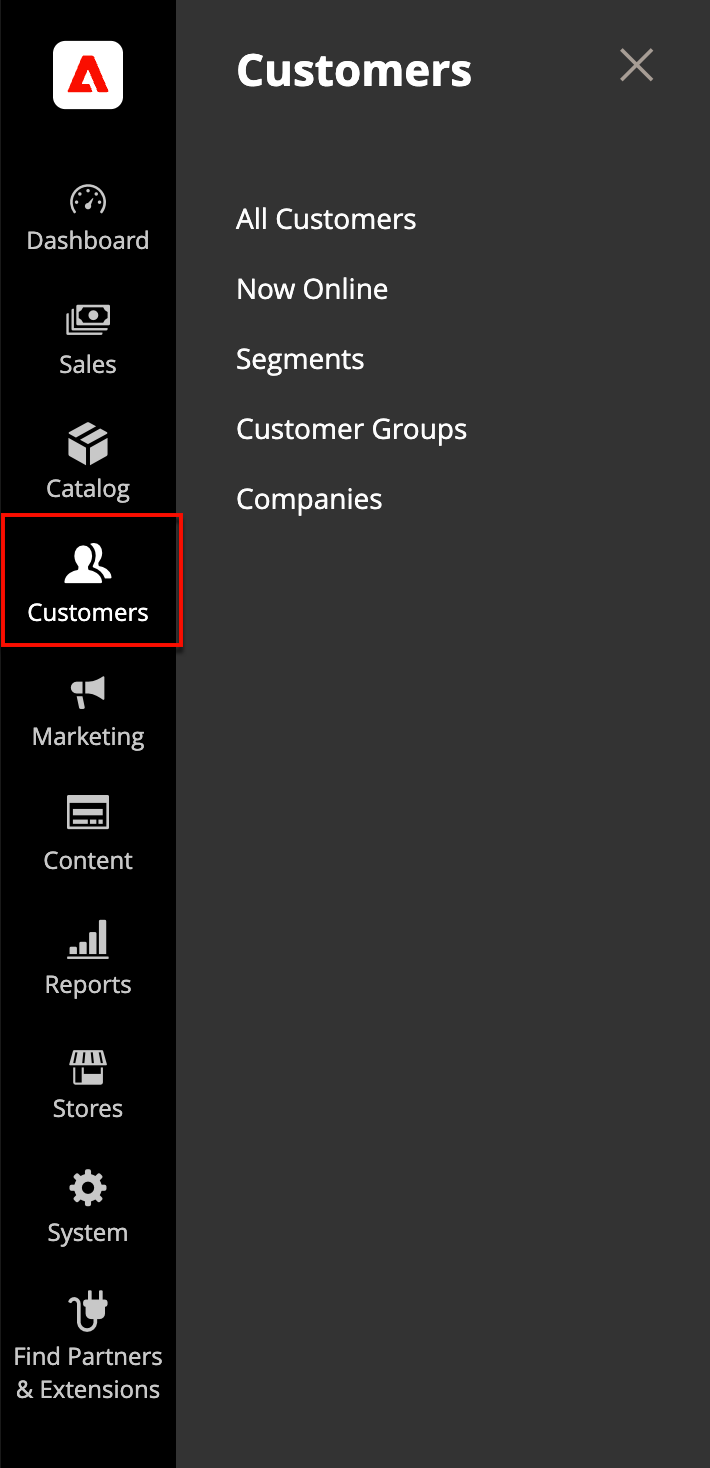 Dashboard
Sales
Catalog
Customers
Marketing
Content
Reports
Stores
System
Find Partners
& Extensions
Customers
All Customers
Now Online
Segments
Customer Groups
Companies